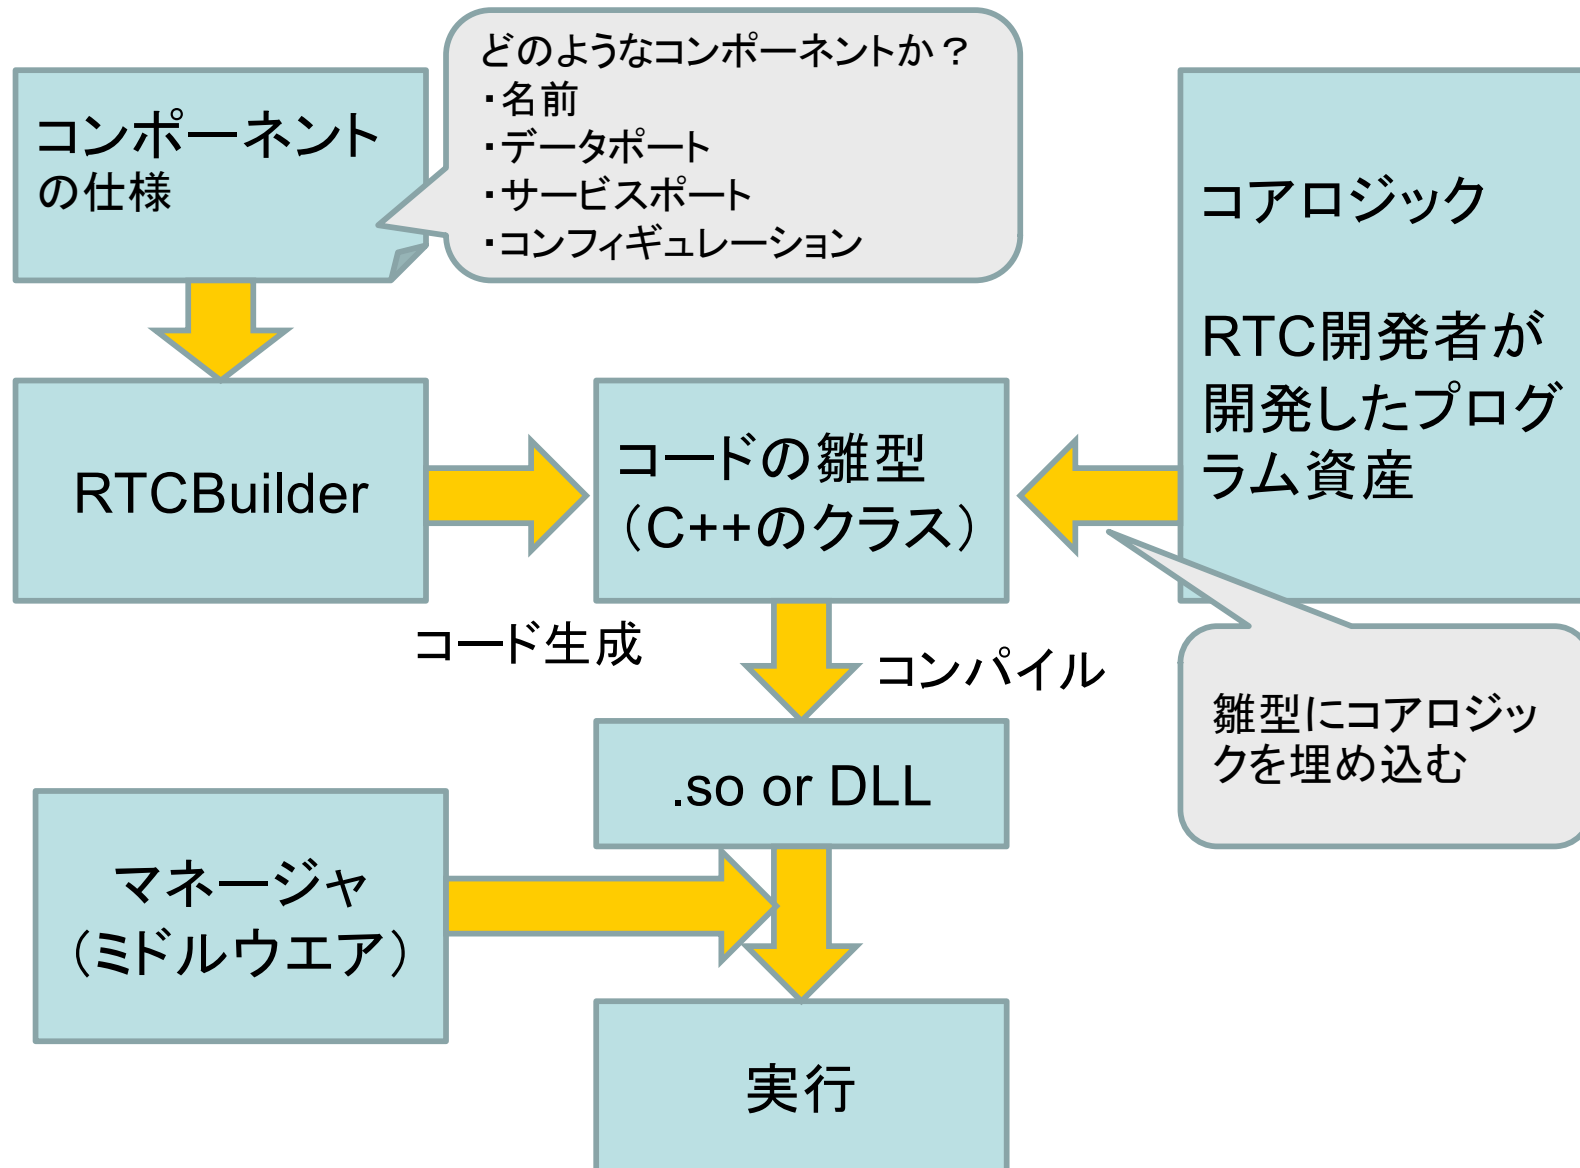 どのようなコンポーネントか？
・名前
・データポート
・サービスポート
・コンフィギュレーション
コンポーネント
の仕様
コアロジック
RTC開発者が
開発したプログ
ラム資産
RTCBuilder
コードの雛型
（C++のクラス）
コード生成
コンパイル
雛型にコアロジッ
クを埋め込む
.so or DLL
マネージャ
（ミドルウエア）
実行